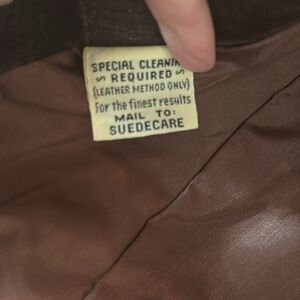 SPECIAL CLEANING
REQUIRED
(LEATHER METHOD ONLY)
For the finest results
MAIL TO:
SUEDECARE